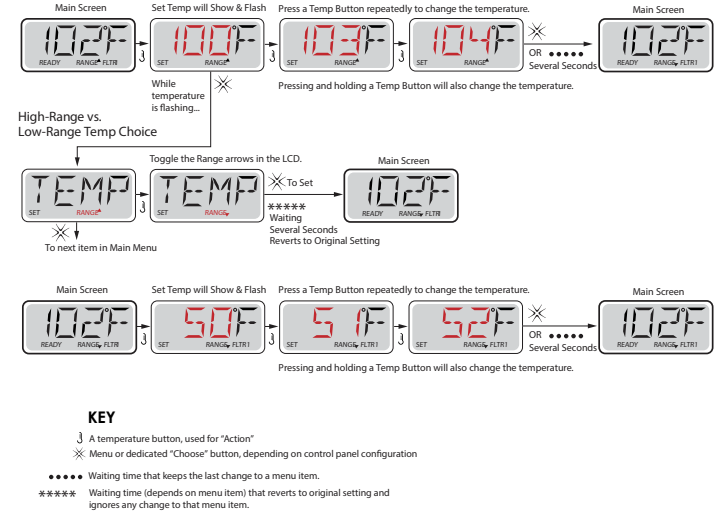 Main Screen
Set Temp will Show & Flash
Press a Temp Button repeatedly to change the temperature.
Main Screen
102°F
READY RANGE FLTR1
100°F
SET RANGE
103°F
SET RANGE
104°F
SET RANGE
OR
Several Seconds
102°F
READY RANGE FLTR1
While
temperature
is flashing...
Pressing and holding a Temp Button will also change the temperature.
High-Range vs.
Low-Range Temp Choice
Toggle the Range arrows in the LCD.
Main Screen
TEMP
SET RANGE
TEMP
SET RANGE
To Set
*****
Waiting
Several Seconds
Reverts to Original Setting
102°F
READY RANGE FLTR1
To next item in Main Menu
Main Screen
Set Temp will Show & Flash
Press a Temp Button repeatedly to change the temperature.
Main Screen
102°F
READY RANGE FLTR1
50°F
SET RANGE FLTR1
51°F
SET RANGE FLTR1
52°F
SET RANGE FLTR1
OR
Several Seconds
102°F
READY RANGE FLTR1
Pressing and holding a Temp Button will also change the temperature.
KEY
A temperature button, used for “Action”
Menu or dedicated “Choose” button, depending on control panel configuration
Waiting time that keeps the last change to a menu item.
***** Waiting time (depends on menu item) that reverts to original setting and
ignores any change to that menu item.